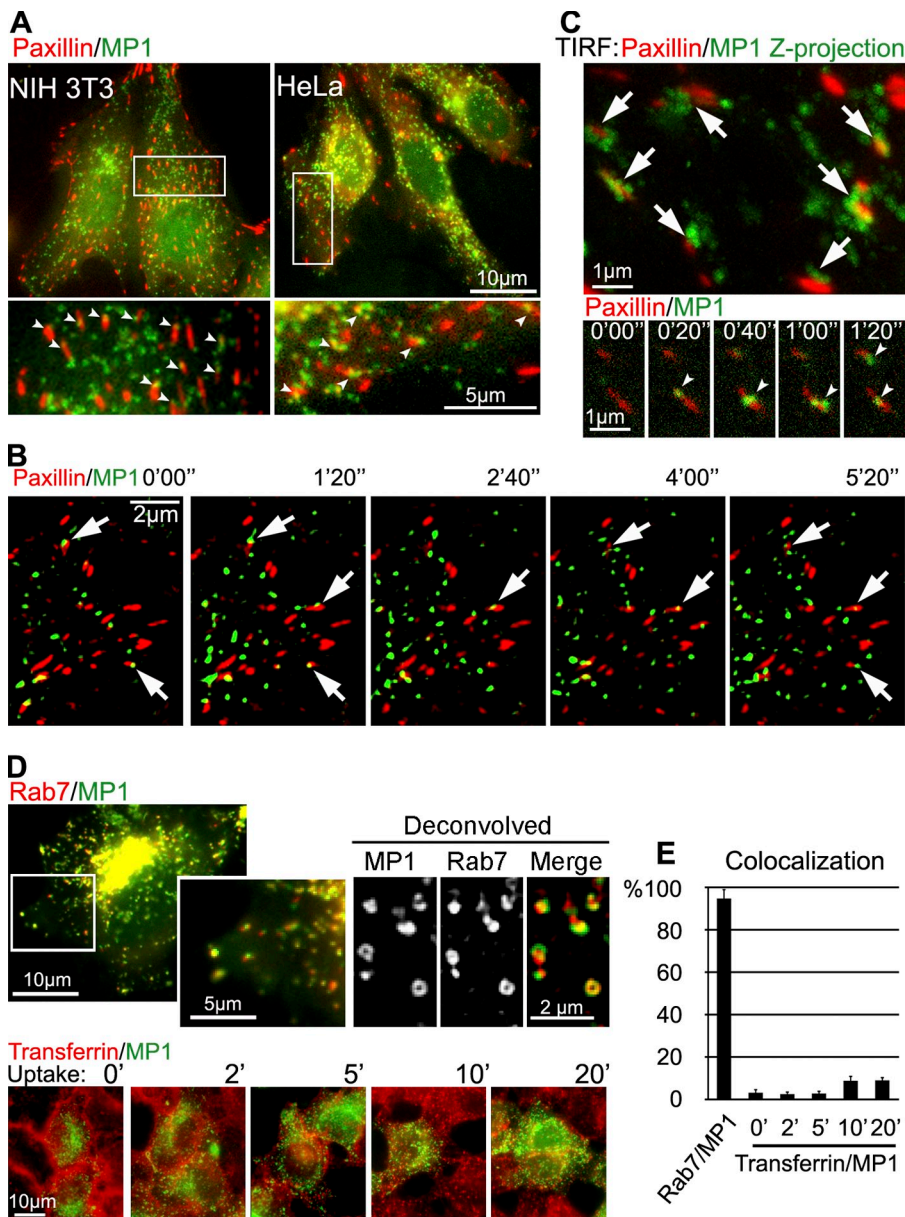 A
Paxillin/MP1
NIH 3T3
HeLa
10μm
5μm
C
TIRF:Paxillin/MP1 Z-projection
1μm
Paxillin/MP1
0’00” 0’20” 0’40” 1’00” 1’20”
1μm
B
Paxillin/MP1 0’00” 1’20” 2’40” 4’00” 5’20”
2μm
D
Rab7/MP1
10μm
5μm
Deconvolved
MP1 Rab7 Merge
2 μm
Transferrin/MP1
Uptake: 0’ 2’ 5’ 10’ 20’
10μm
E
Colocalization
%100
80
60
40
20
0
Rab7/MP1
0’ 2’ 5’ 10’ 20’
Transferrin/MP1